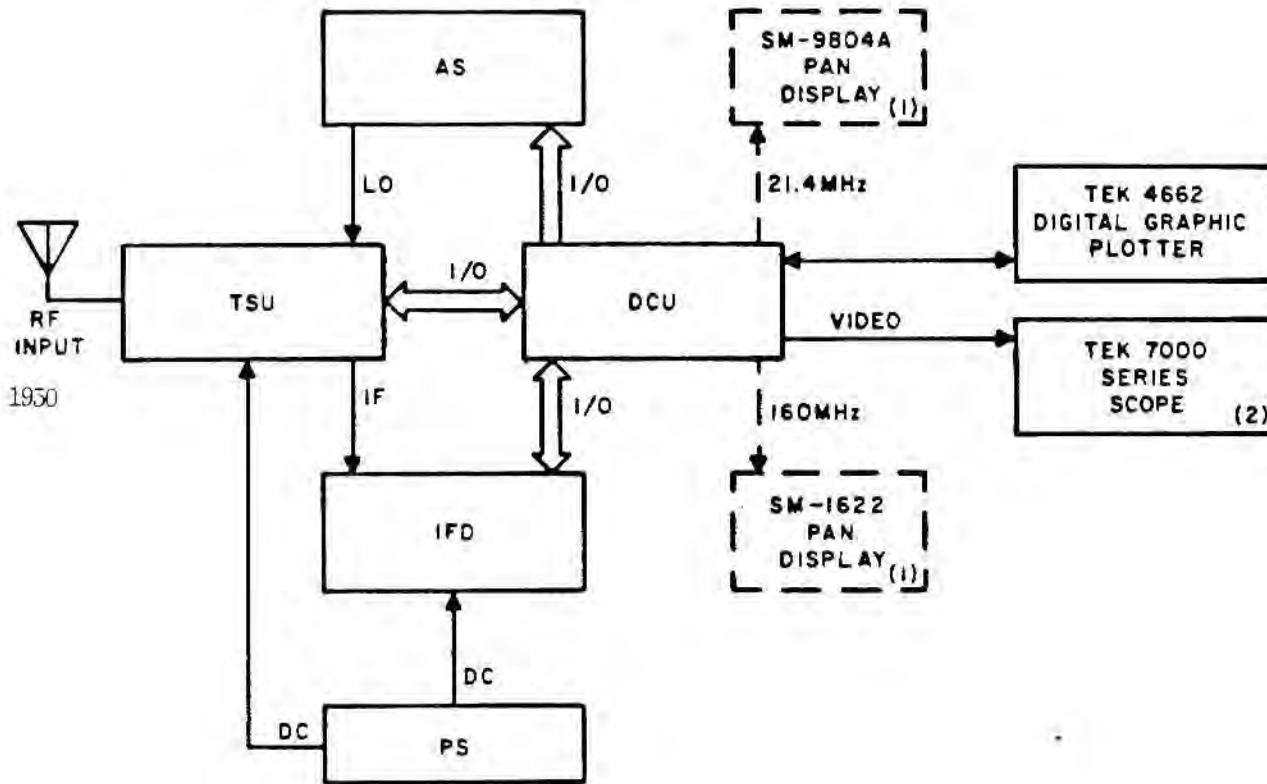 AS
SM-9804A
PAN
DISPLAY (1)
LO
I/O
21.4MHz
TEK 4662
DIGITAL GRAPHIC
PLOTTER
RF
INPUT
1950
TSU
I/O
DCU
VIDEO
TEK 7000
SERIES
SCOPE (2)
IF
I/O
160MHz
IFD
SM-1622
PAN
DISPLAY (1)
DC
DC
PS